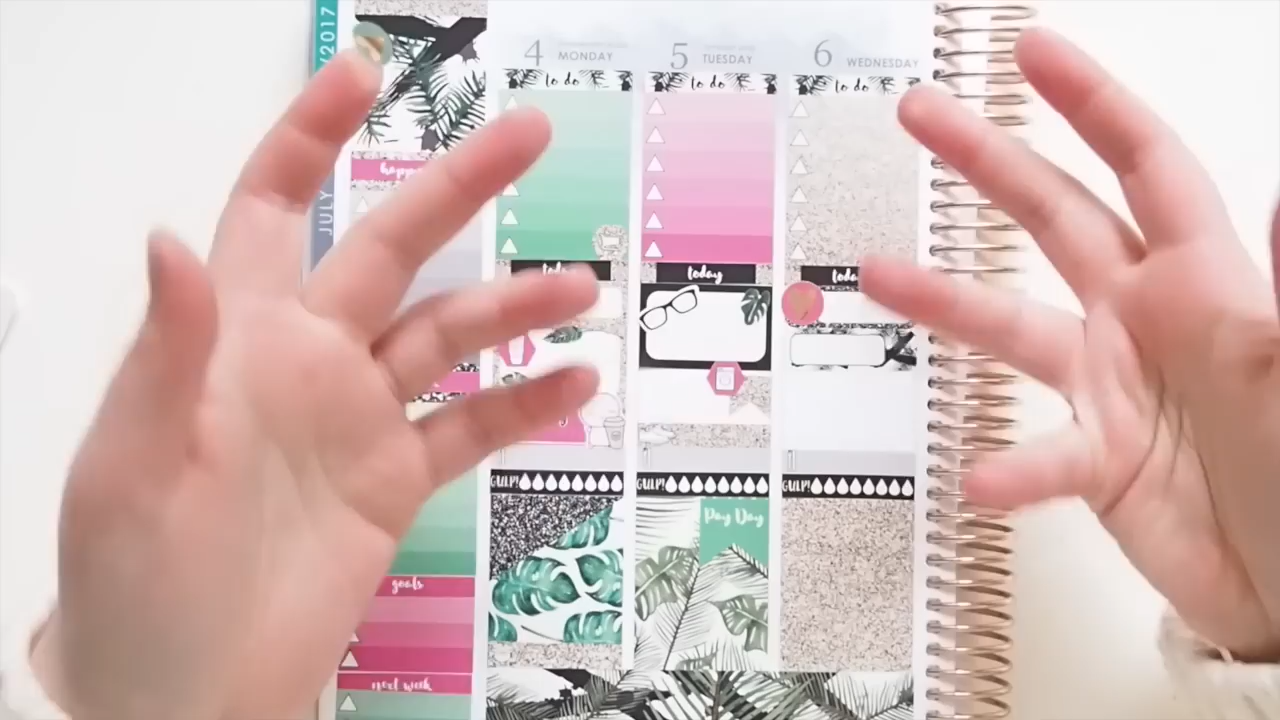 /2017
JULY
4 MONDAY
5 TUESDAY
6 WEDNESDAY
to do
to do
to do
today
GULP!
GULP!
GULP!
Pay Day
goals
next week